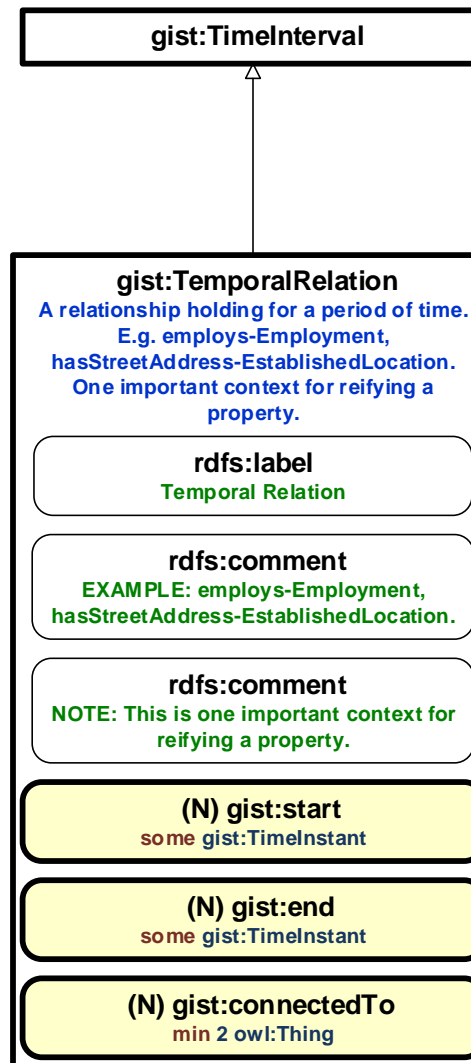 gist:TimeInterval
gist:TemporalRelation
A relationship holding for a period of time.
E.g. employs-Employment,
hasStreetAddress-EstablishedLocation.
One important context for reifying a
property.
rdfs:label
Temporal Relation
rdfs:comment
EXAMPLE: employs-Employment,
hasStreetAddress-EstablishedLocation.
rdfs:comment
NOTE: This is one important context for
reifying a property.
(N) gist:start
some gist:TimeInstant
(N) gist:end
some gist:TimeInstant
(N) gist:connectedTo
min 2 owl:Thing